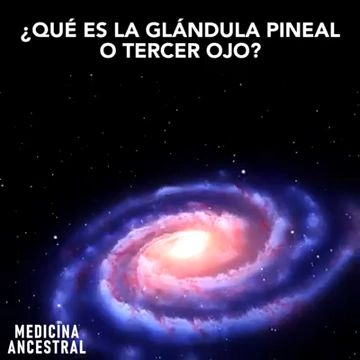 ¿QUÉ ES LA GLÁNDULA PINEAL
O TERCER OJO?
MEDICINA
ANCESTRAL